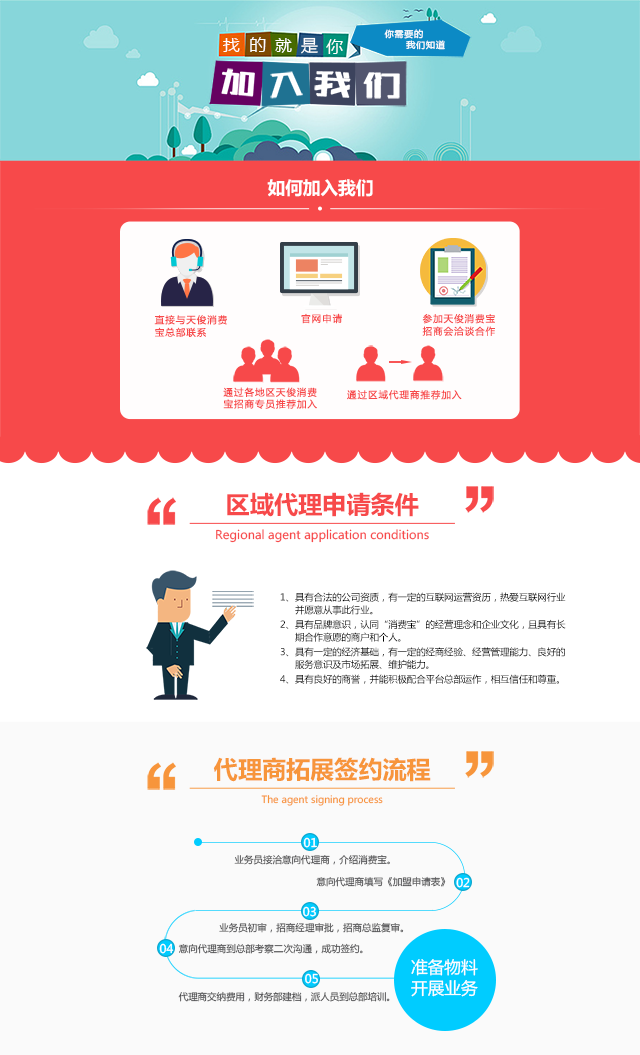 找的就是你
你需要的
我们知道
加入我们
如何加入我们
直接与天俊消费
宝总部联系
官网申请
参加天俊消费宝
招商会洽谈合作
通过各地区天俊消费
宝招商专员推荐加入
通过区域代理商推荐加入
“ 区域代理申请条件 ”
Regional agent application conditions
1、具有合法的公司资质，有一定的互联网运营资历，热爱互联网行业
并愿意从事此行业。
2、具有品牌意识，认同“消费宝”的经营理念和企业文化，且具有长
期合作意愿的商户和个人。
3、具有一定的经济基础，有一定的经商经验、经营管理能力、良好的
服务意识及市场拓展、维护能力。
4、具有良好的商誉，并能积极配合平台总部运作，相互信任和尊重。
“ 代理商拓展签约流程 ”
The agent signing process
01
业务员接洽意向代理商，介绍消费宝。
意向代理商填写《加盟申请表》 02
03
业务员初审，招商经理审批，招商总监复审。
04 意向代理商到总部考察二次沟通，成功签约。
05
代理商交纳费用，财务部建档，派人员到总部培训。
准备物料
开展业务